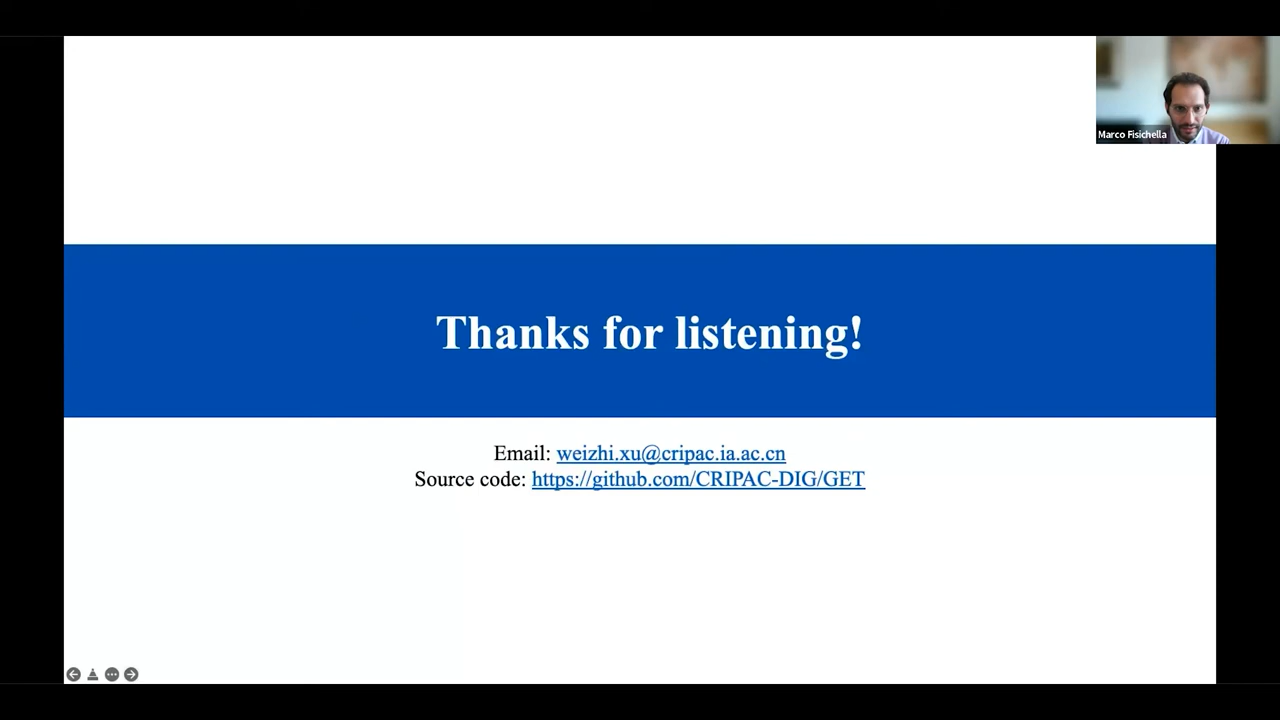 Marco Fisichella
Thanks for listening!
Email: weizhi.xu@cripac.ia.ac.cn
Source code: https://github.com/CRIPAC-DIG/GET